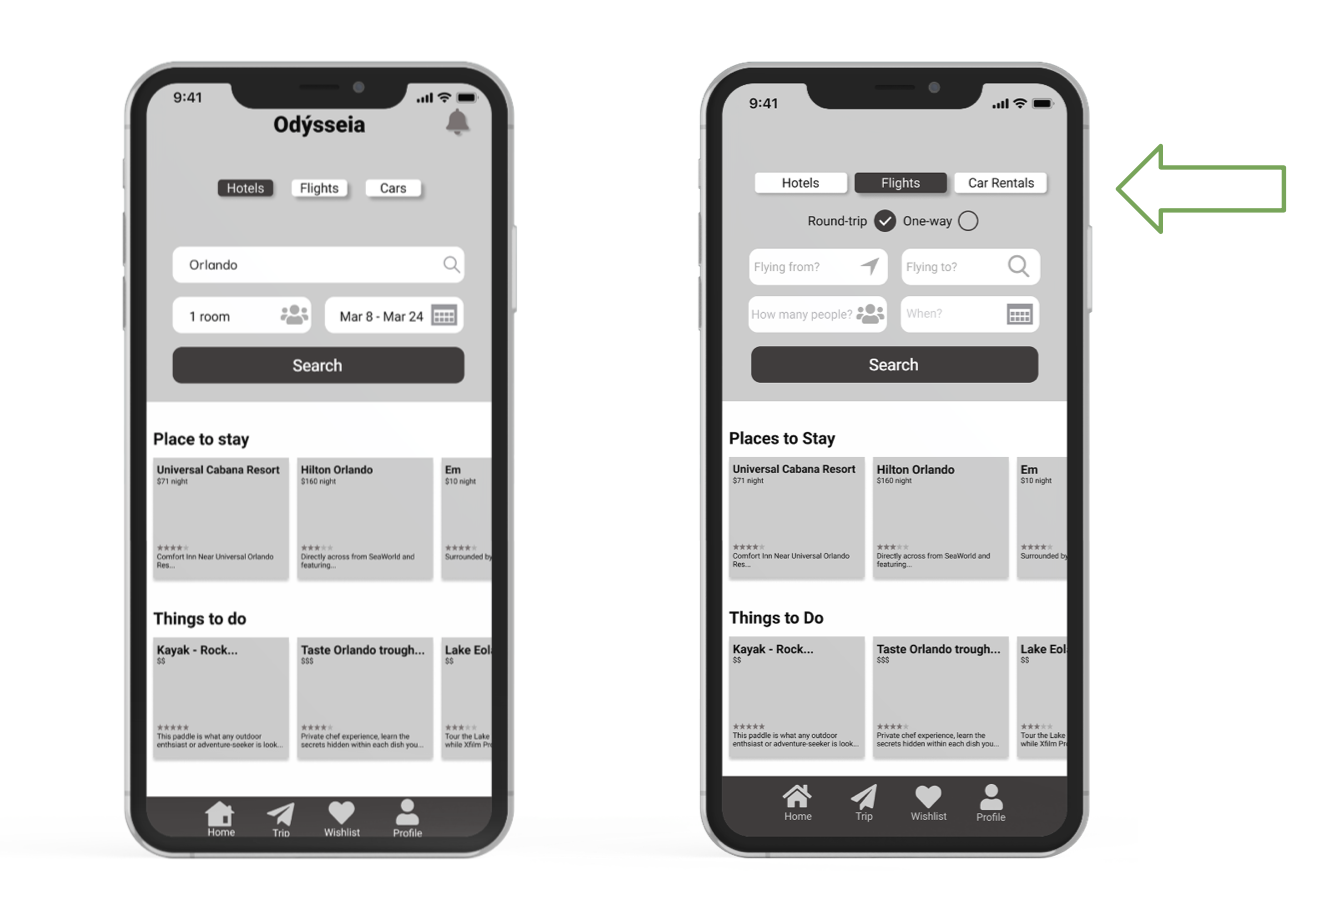 9:41
Odýsseia
Hotels Flights Cars
Orlando
1 room Mar 8 - Mar 24
Search
Place to stay
Universal Cabana Resort
$71 night
Comfort Inn Near Universal Orlando
Res...
Hilton Orlando
$160 night
Directly across from SeaWorld and
featuring...
Em
$10 night
Surrounded by
Things to do
Kayak - Rock...
$$
This paddle is what any outdoor
enthsiast or adventure-seeker is look...
Taste Orlando trough...
$$$
Private chef experience, learn the
secrets hidden within each dish you...
Lake Eol
$$
Tour the Lake
while Xfilm Pr
Home Trip Wishlist Profile
9:41
Hotels Flights Car Rentals
Round-trip One-way
Flying from? Flying to?
How many people? When?
Search
Places to Stay
Universal Cabana Resort
$71 night
Comfort Inn Near Universal Orlando
Res...
Hilton Orlando
$160 night
Directly across from SeaWorld and
featuring...
Em
$10 night
Surrounded by
Things to Do
Kayak - Rock...
$$
This paddle is what any outdoor
enthsiast or adventure-seeker is look...
Taste Orlando trough...
$$$
Private chef experience, learn the
secrets hidden within each dish you...
Lake Eol
$$
Tour the Lake
while Xfilm Pr
Home Trip Wishlist Profile